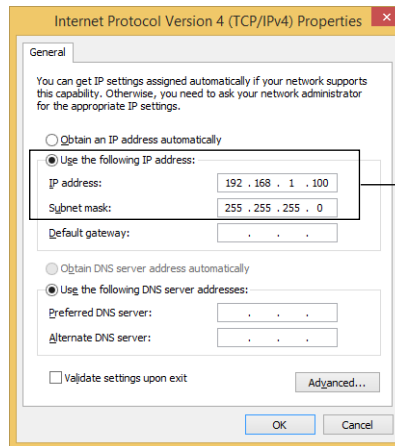 Internet Protocol Version 4 (TCP/IPv4) Properties
General
You can get IP settings assigned automatically if your network supports
this capability. Otherwise, you need to ask your network administrator
for the appropriate IP settings.
Obtain an IP address automatically
Use the following IP address:
IP address: 192 . 168 . 1 . 100
Subnet mask: 255 . 255 . 255 . 0
Default gateway: . . .
Obtain DNS server address automatically
Use the following DNS server addresses:
Preferred DNS server: . . .
Alternate DNS server: . . .
Validate settings upon exit
Advanced...
OK Cancel